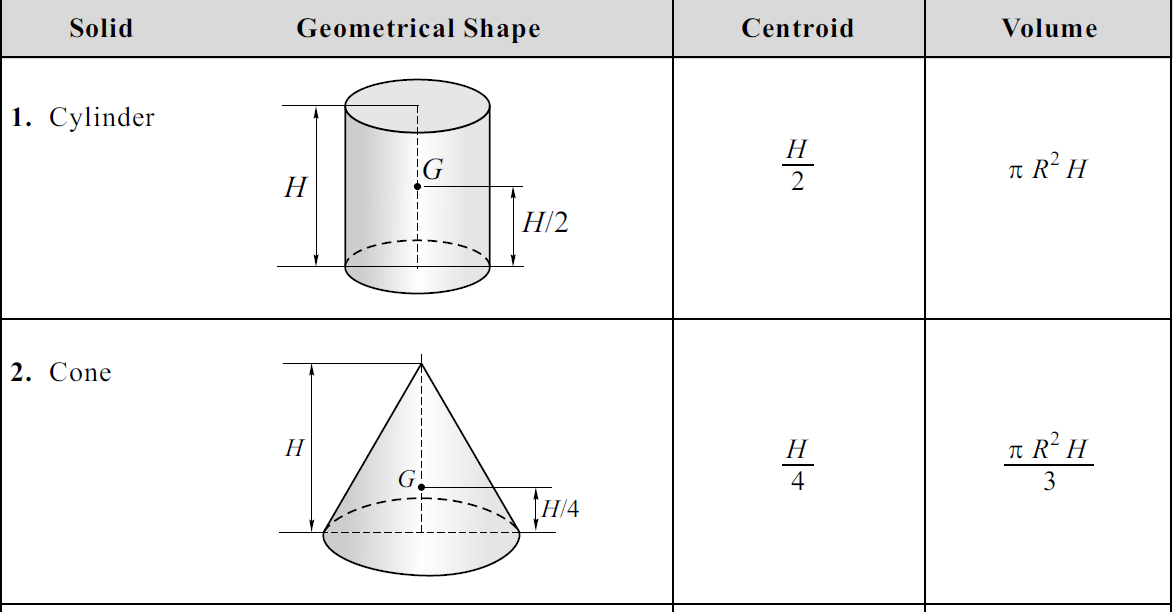 Solid Geometrical Shape Centroid Volume
1. Cylinder
H
G
H/2
H
2
π R² H
2. Cone
H
G
H/4
H
4
π R² H
3